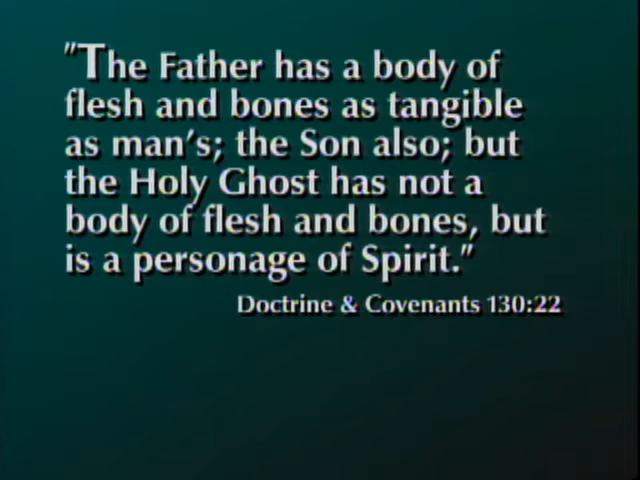 "The Father has a body of
flesh and bones as tangible
as man's; the Son also; but
the Holy Ghost has not a
body of flesh and bones, but
is a personage of Spirit."
Doctrine & Covenants 130:22